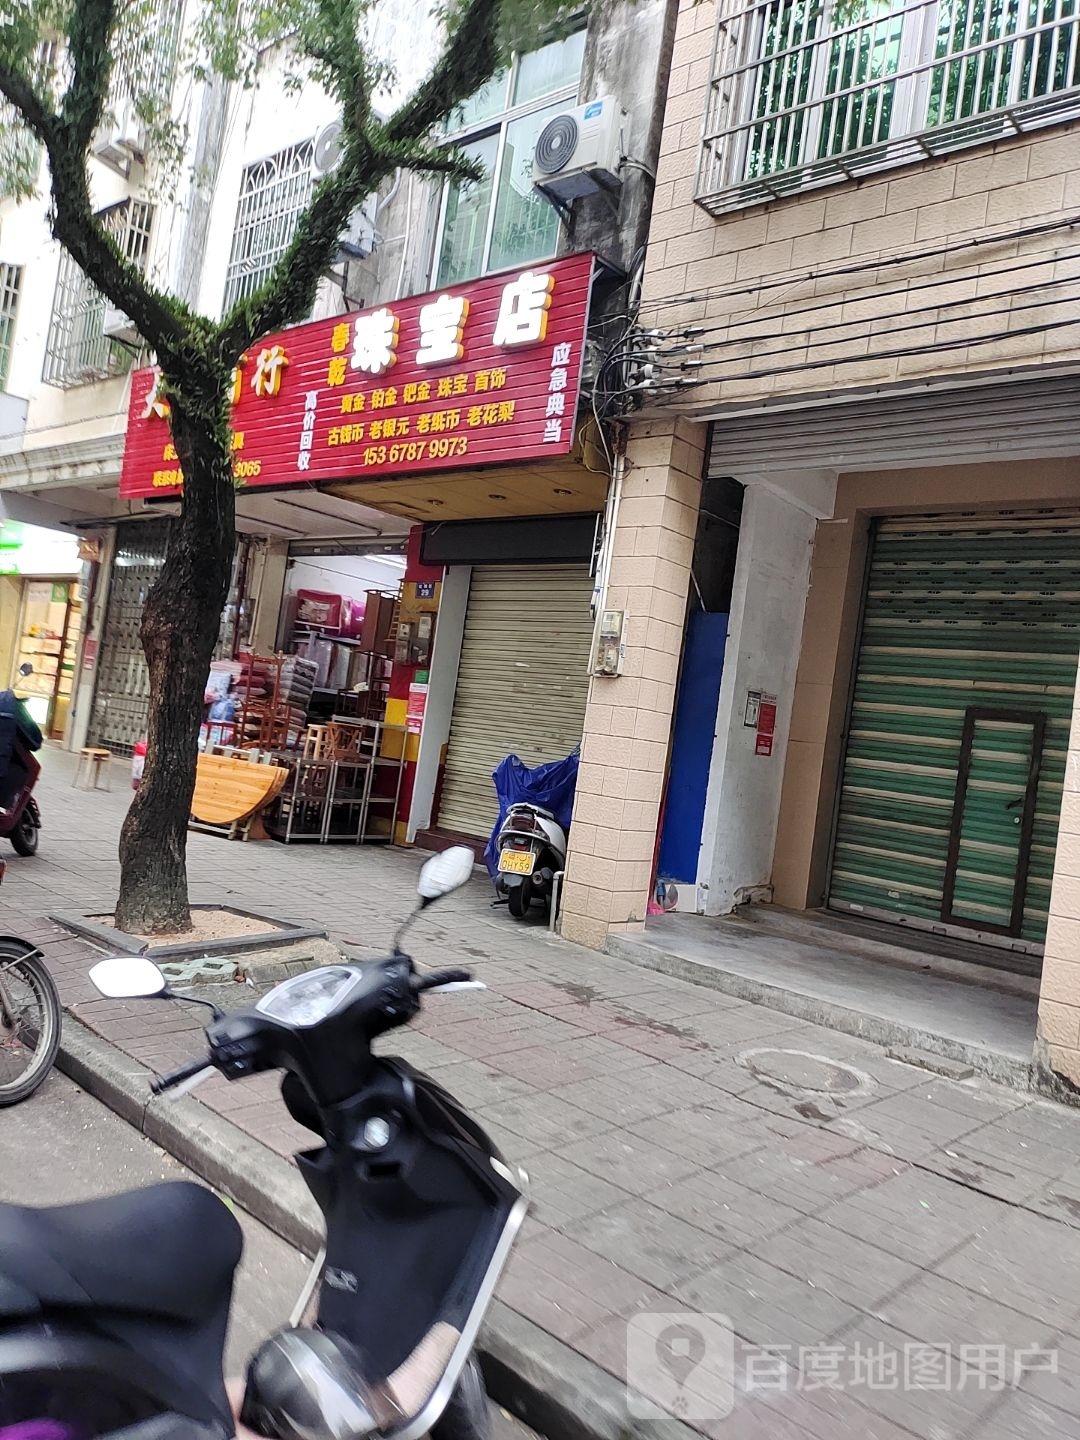 行
3065
春乾
珠宝店
高价回收
黄金 铂金 钯金 珠宝 首饰
古钱币 老银元 老纸币 老花梨
153 6787 9973
应急典当
29
DHY59
百度地图用户